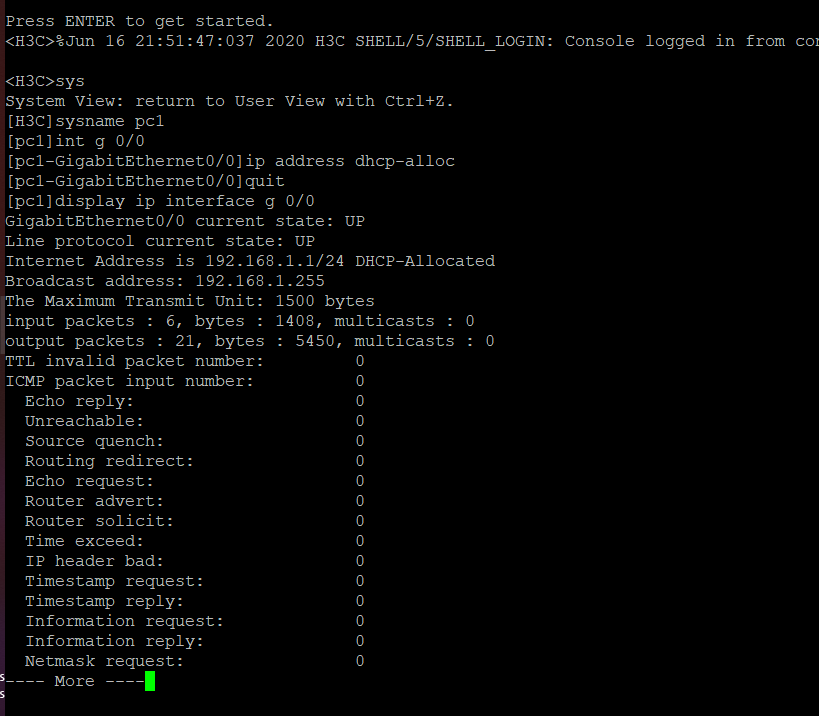 Press ENTER to get started.
<H3C>%Jun 16 21:51:47:037 2020 H3C SHELL/5/SHELL_LOGIN: Console logged in from
<H3C>sys
System View: return to User View with Ctrl+Z.
[H3C]sysname pc1
[pc1]int g 0/0
[pc1-GigabitEthernet0/0]ip address dhcp-alloc
[pc1-GigabitEthernet0/0]quit
[pc1]display ip interface g 0/0
GigabitEthernet0/0 current state: UP
Line protocol current state: UP
Internet Address is 192.168.1.1/24 DHCP-Allocated
Broadcast address: 192.168.1.255
The Maximum Transmit Unit: 1500 bytes
input packets : 6, bytes : 1408, multicasts : 0
output packets : 21, bytes : 5450, multicasts : 0
TTL invalid packet number: 0
ICMP packet input number: 0
Echo reply: 0
Unreachable: 0
Source quench: 0
Routing redirect: 0
Echo request: 0
Router advert: 0
Router solicit: 0
Time exceed: 0
IP header bad: 0
Timestamp request: 0
Timestamp reply: 0
Information request: 0
Information reply: 0
Netmask request: 0
---- More ----